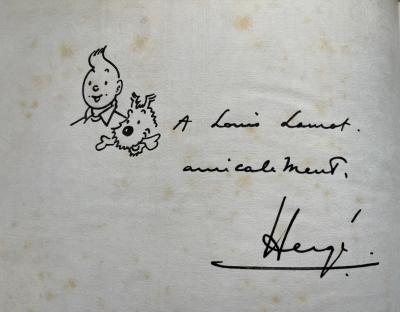 A Louis Lamot.
amicalement,
Hergé.